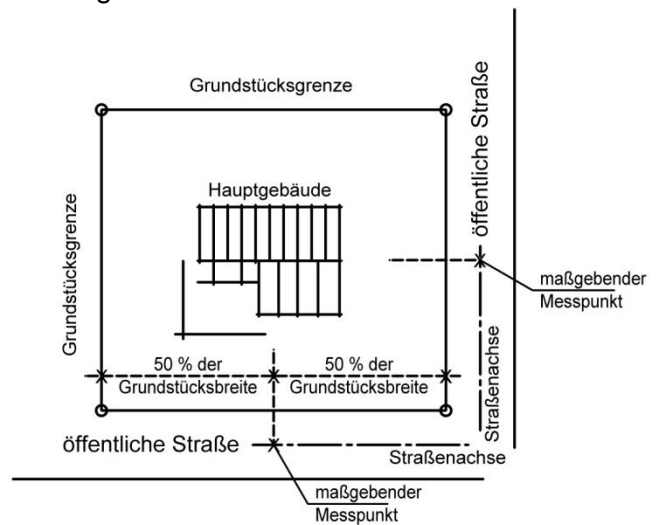 Grundstücksgrenze
öffentliche Straße
Hauptgebäude
Grundstücksgrenze
maßgebender
Messpunkt
50 % der
Grundstücksbreite
50 % der
Grundstücksbreite
Straßenachse
öffentliche Straße
Straßenachse
maßgebender
Messpunkt